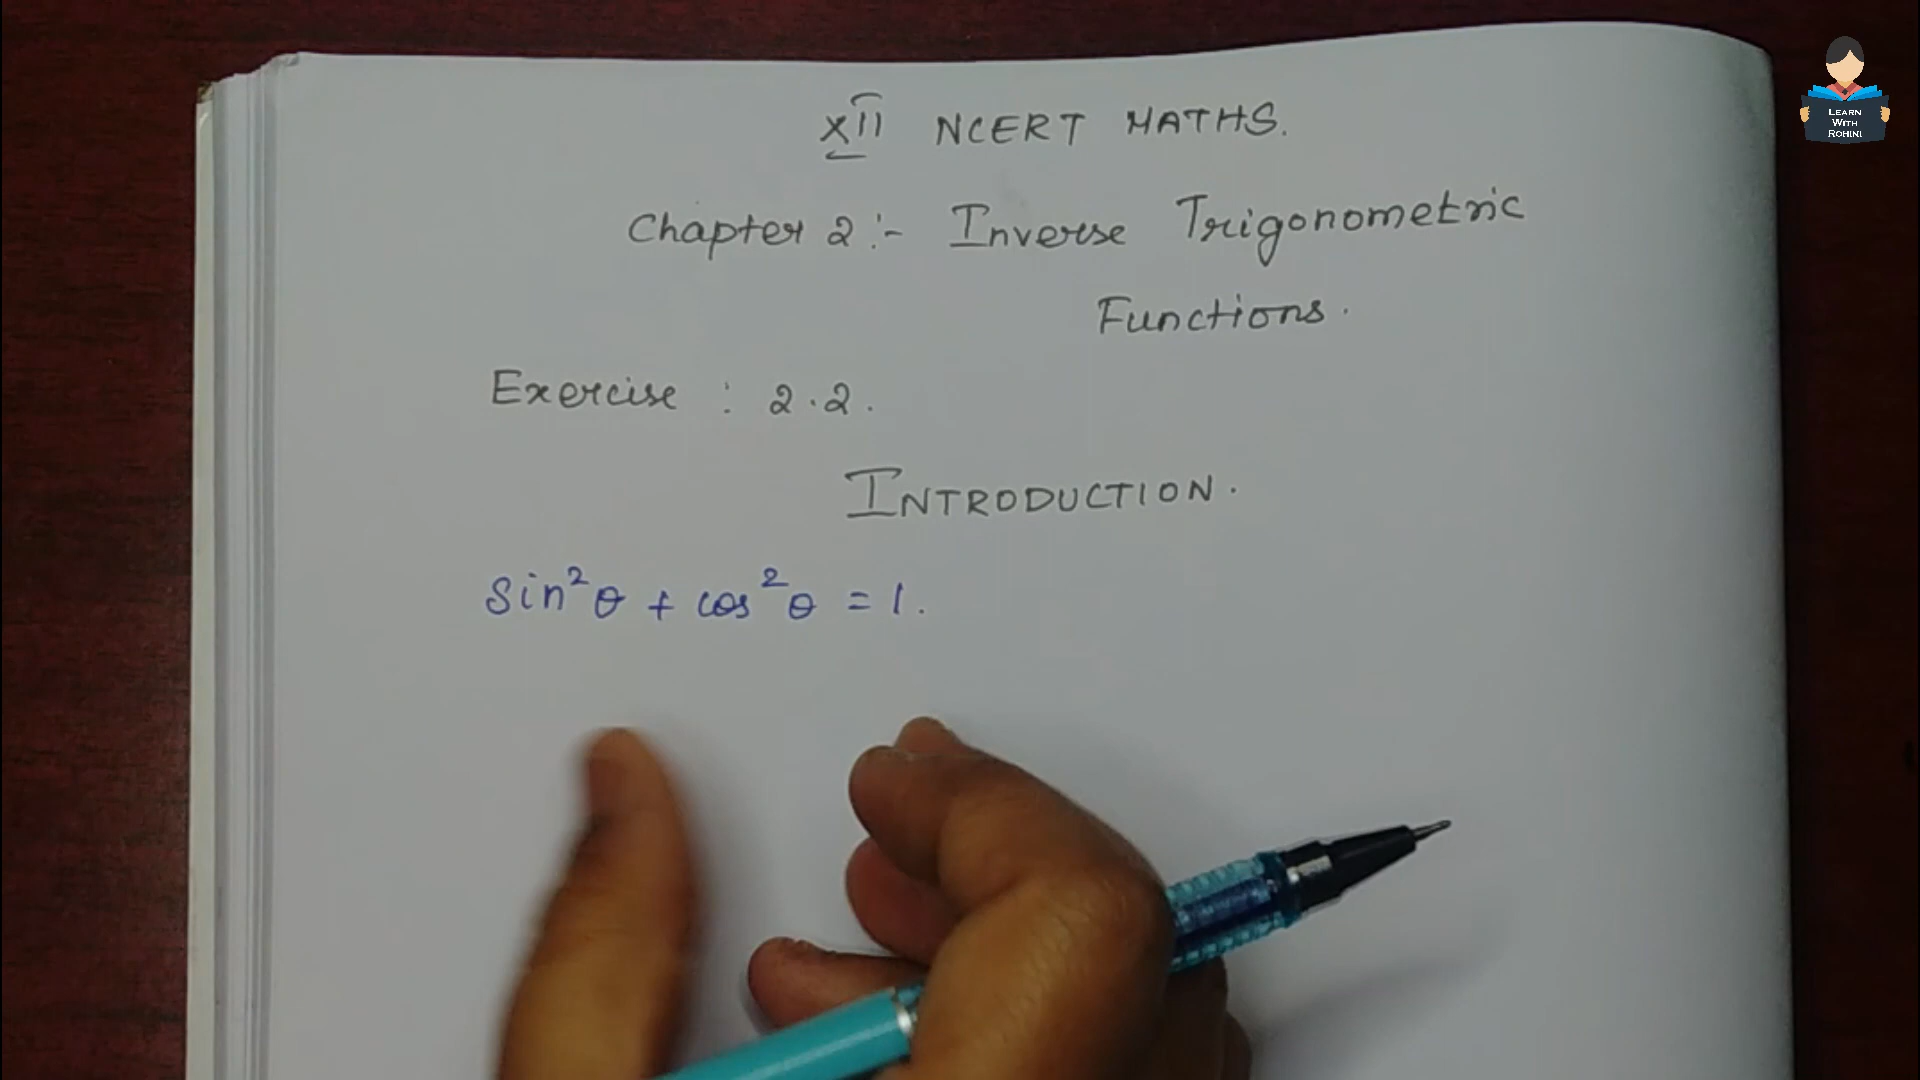 XII NCERT MATHS.
Chapter 2 :- Inverse Trigonometric
Functions.
Exercise : 2.2.
INTRODUCTION.
sin²θ + cos²θ = 1.
LEARN
WITH
ROHINI